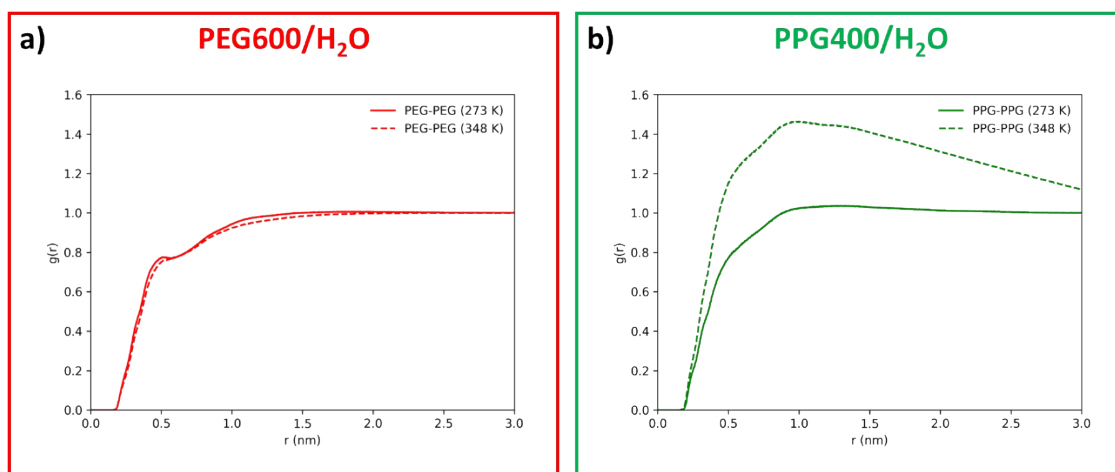 a)
PEG600/H₂O
PEG-PEG (273 K)
PEG-PEG (348 K)
1.6
1.4
1.2
1.0
0.8
0.6
0.4
0.2
0.0
g(r)
0.0 0.5 1.0 1.5 2.0 2.5 3.0
r (nm)
b)
PPG400/H₂O
PPG-PPG (273 K)
PPG-PPG (348 K)
1.6
1.4
1.2
1.0
0.8
0.6
0.4
0.2
0.0
g(r)
0.0 0.5 1.0 1.5 2.0 2.5 3.0
r (nm)